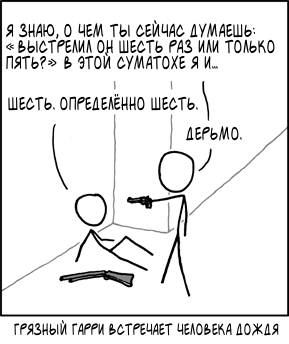 Я ЗНАЮ, О ЧЕМ ТЫ СЕЙЧАС ДУМАЕШЬ:
«ВЫСТРЕЛИЛ ОН ШЕСТЬ РАЗ ИЛИ ТОЛЬКО
ПЯТЬ?» В ЭТОЙ СУМАТОХЕ Я И...
ШЕСТЬ. ОПРЕДЕЛЁННО ШЕСТЬ.
ДЕРЬМО.
ГРЯЗНЫЙ ГАРРИ ВСТРЕЧАЕТ ЧЕЛОВЕКА ДОЖДЯ